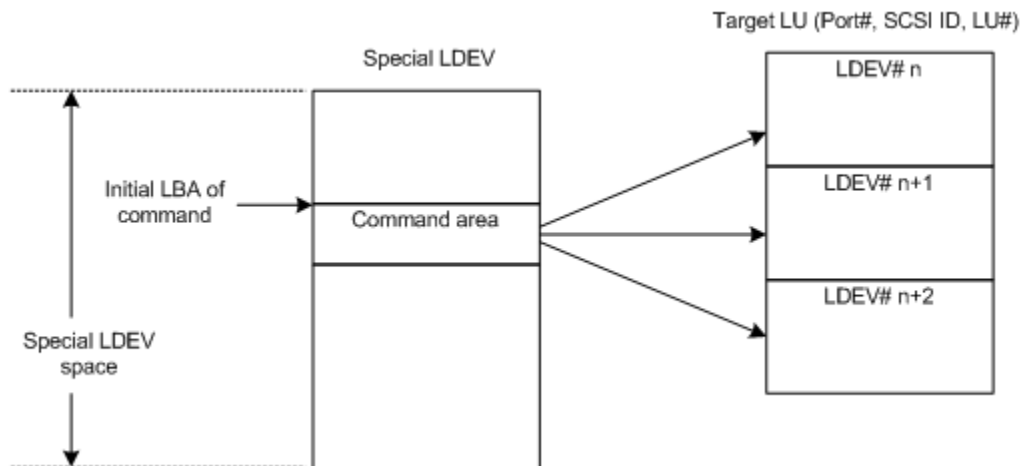 Target LU (Port#, SCSI ID, LU#)
Special LDEV
LDEV# n
Initial LBA of
command
Command area
LDEV# n+1
LDEV# n+2
Special LDEV
space